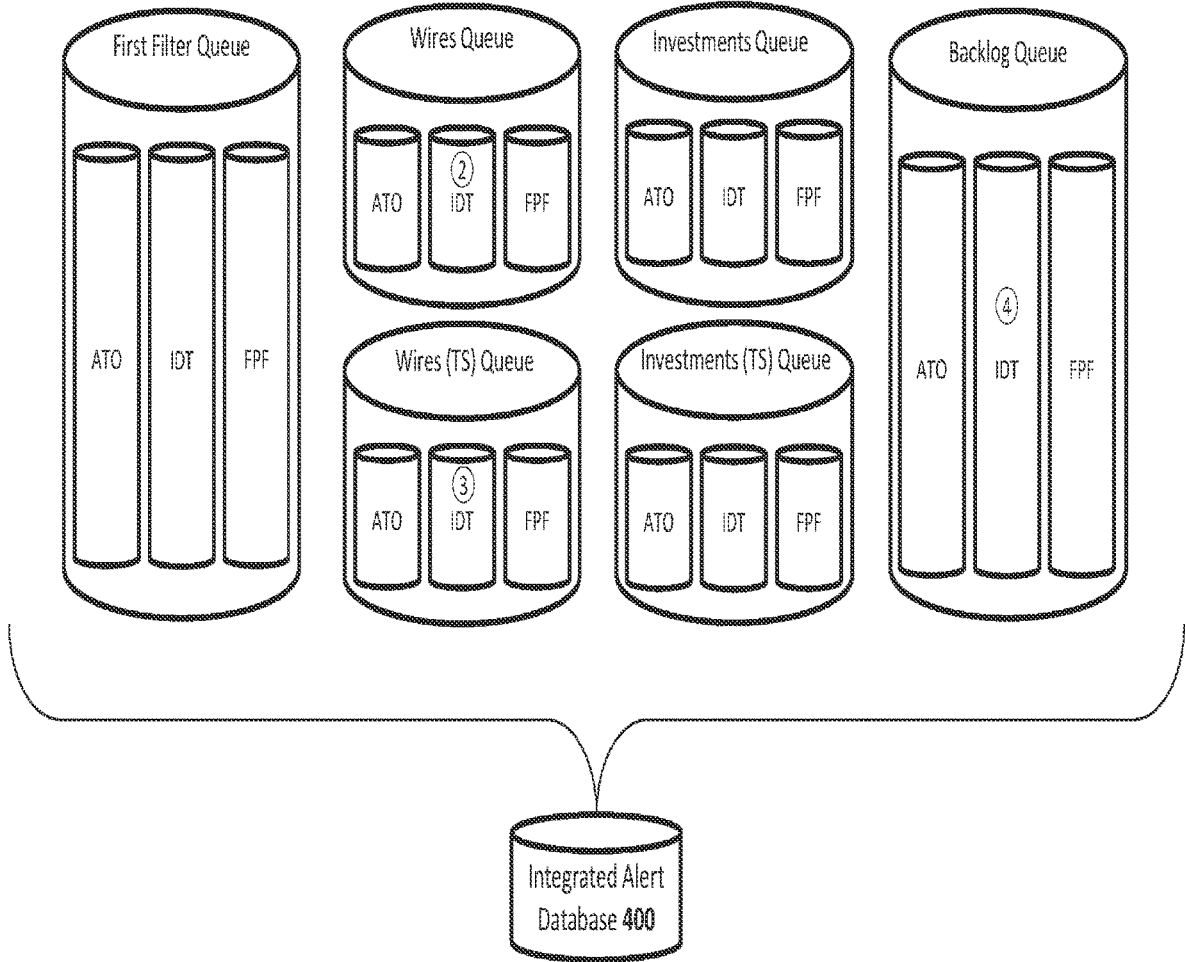 First Filter Queue
ATO IDT FPF
Wires Queue
②
ATO IDT FPF
Investments Queue
ATO IDT FPF
Wires (TS) Queue
③
ATO IDT FPF
Investments (TS) Queue
ATO IDT FPF
Backlog Queue
④
ATO IDT FPF
Integrated Alert
Database 400